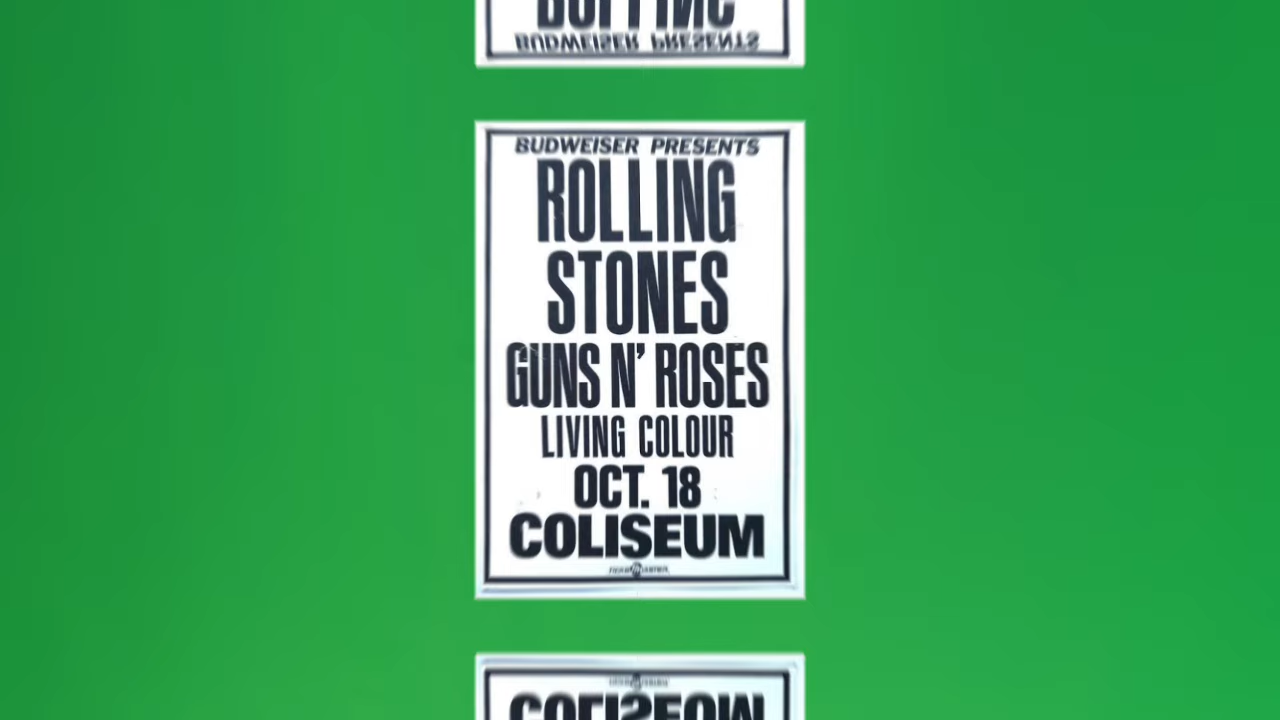 BUDWEISER PRESENTS
ROLLING
STONES
GUNS N' ROSES
LIVING COLOUR
OCT. 18
COLISEUM